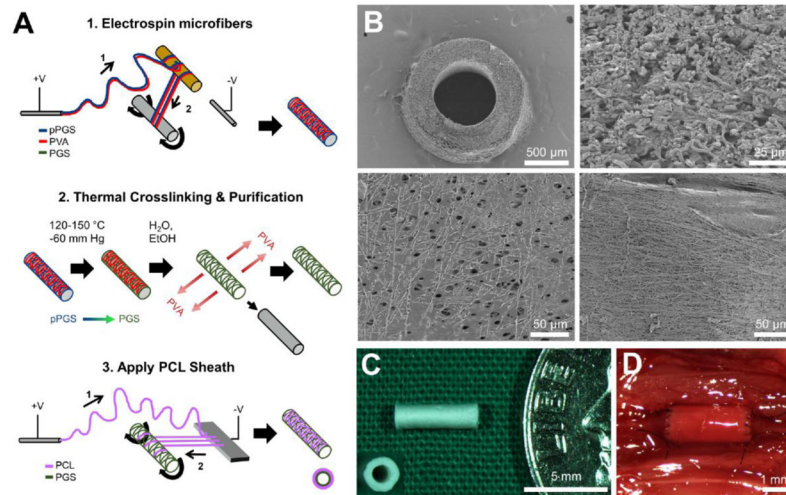 A
1. Electrospin microfibers
+V
1
-V
2
pPGS
PVA
PGS
2. Thermal Crosslinking & Purification
120-150 °C
-60 mm Hg
H₂O,
EtOH
PVA
PVA
pPGS
PGS
3. Apply PCL Sheath
+V
1
-V
2
PCL
PGS
B
500 µm
25 µm
50 µm
50 µm
C
5 mm
D
1 mm